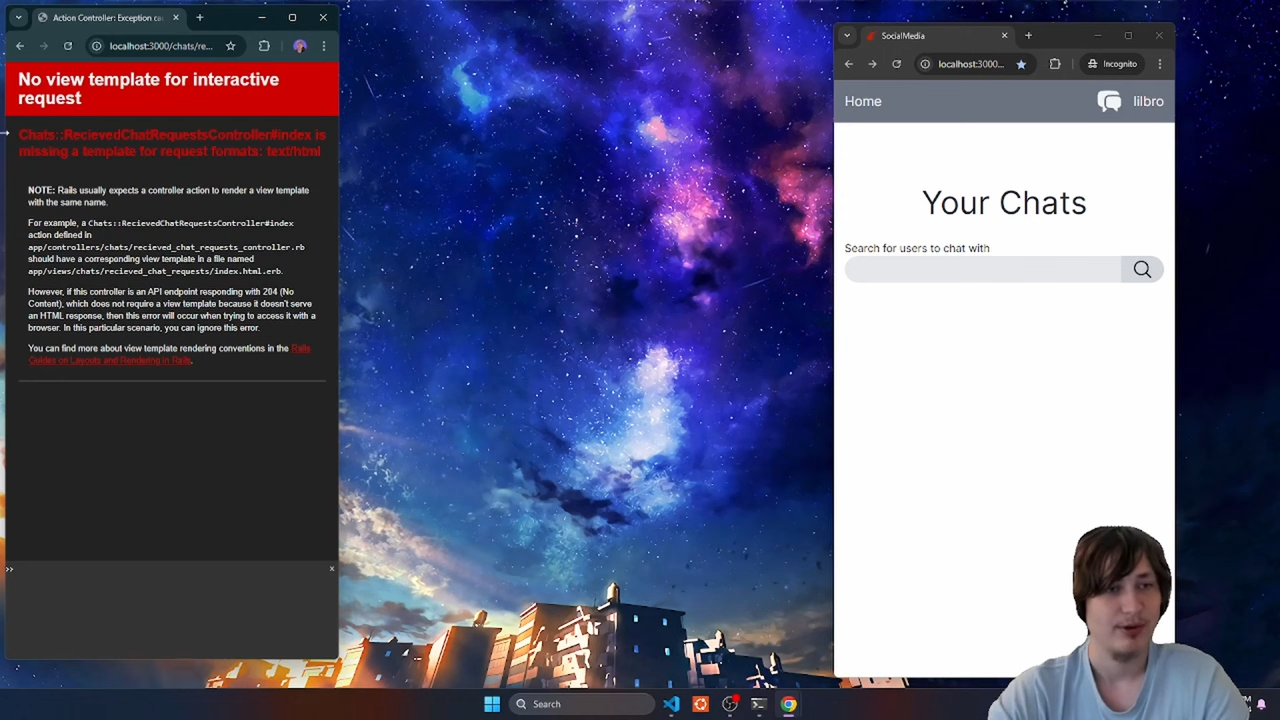 Action Controller: Exception ca
localhost:3000/chats/re...
No view template for interactive
request
Chats::RecievedChatRequestsController#index is
missing a template for request formats: text/html
NOTE: Rails usually expects a controller action to render a view template
with the same name.
For example, a Chats::RecievedChatRequestsController#index
action defined in
app/controllers/chats/recieved_chat_requests_controller.rb
should have a corresponding view template in a file named
app/views/chats/recieved_chat_requests/index.html.erb.
However, if this controller is an API endpoint responding with 204 (No
Content), which does not require a view template because it doesn't serve
an HTML response, then this error will occur when trying to access it with a
browser. In this particular scenario, you can ignore this error.
You can find more about view template rendering conventions in the Rails
Guides on Layouts and Rendering in Rails.
>>
x
SocialMedia
localhost:3000...
Incognito
Home
lilbro
Your Chats
Search for users to chat with
Search